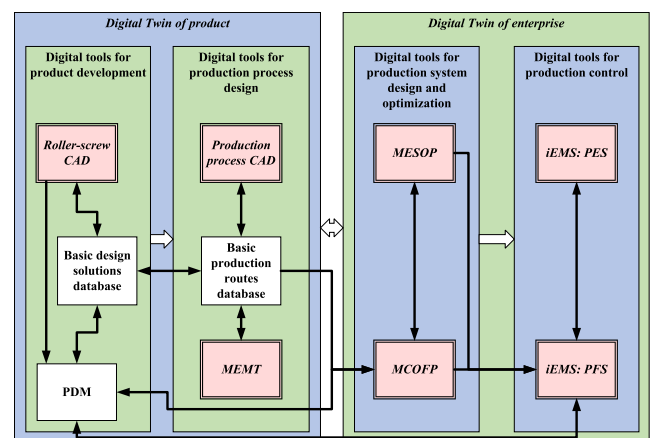 Digital Twin of product
Digital Twin of enterprise
Digital tools for
product development
Digital tools for
production process
design
Digital tools for
production system
design and
optimization
Digital tools for
production control
Roller-screw
CAD
Production
process CAD
MESOP
iEMS: PES
Basic design
solutions
database
Basic
production
routes
database
PDM
MEMT
MCOFP
iEMS: PFS